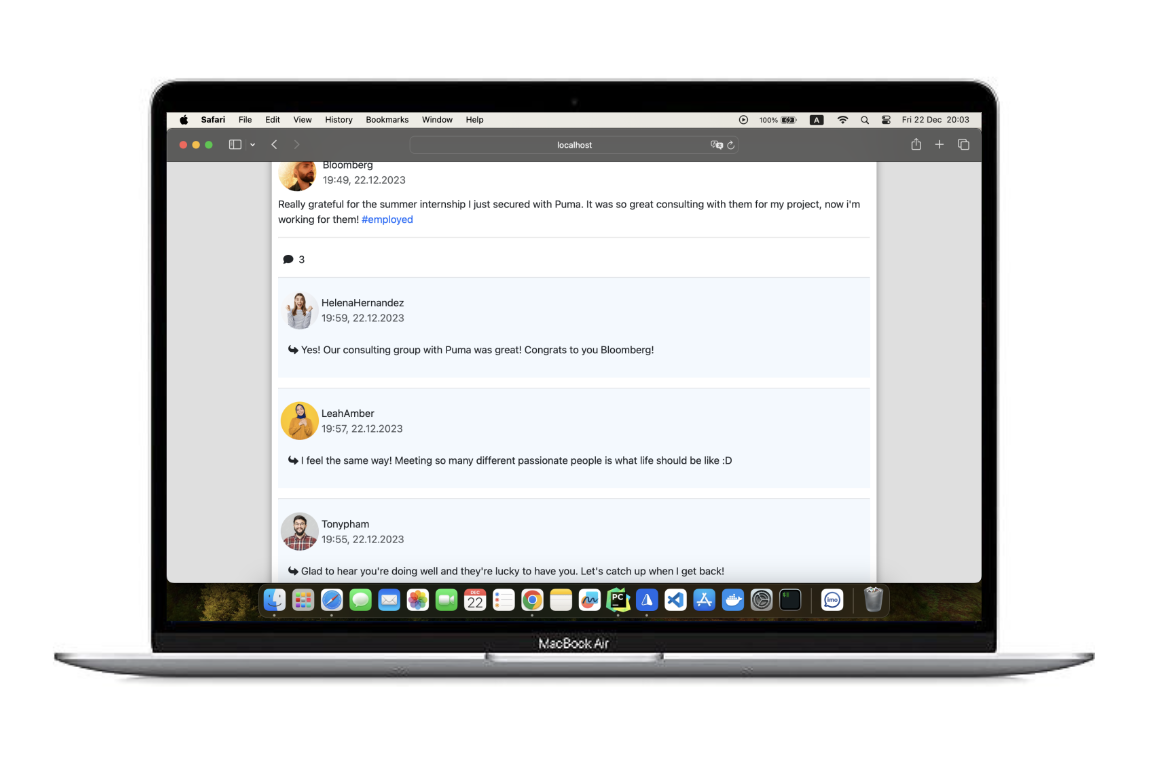 Safari File Edit View History Bookmarks Window Help 100% A Fri 22 Dec 20:03
localhost
Bloomberg
19:49, 22.12.2023
Really grateful for the summer internship I just secured with Puma. It was so great consulting with them for my project, now i'm
working for them! #employed
3
HelenaHernandez
19:59, 22.12.2023
Yes! Our consulting group with Puma was great! Congrats to you Bloomberg!
LeahAmber
19:57, 22.12.2023
I feel the same way! Meeting so many different passionate people is what life should be like :D
Tonypham
19:55, 22.12.2023
Glad to hear you're doing well and they're lucky to have you. Let's catch up when I get back!
DEC
22
PC
imo
MacBook Air